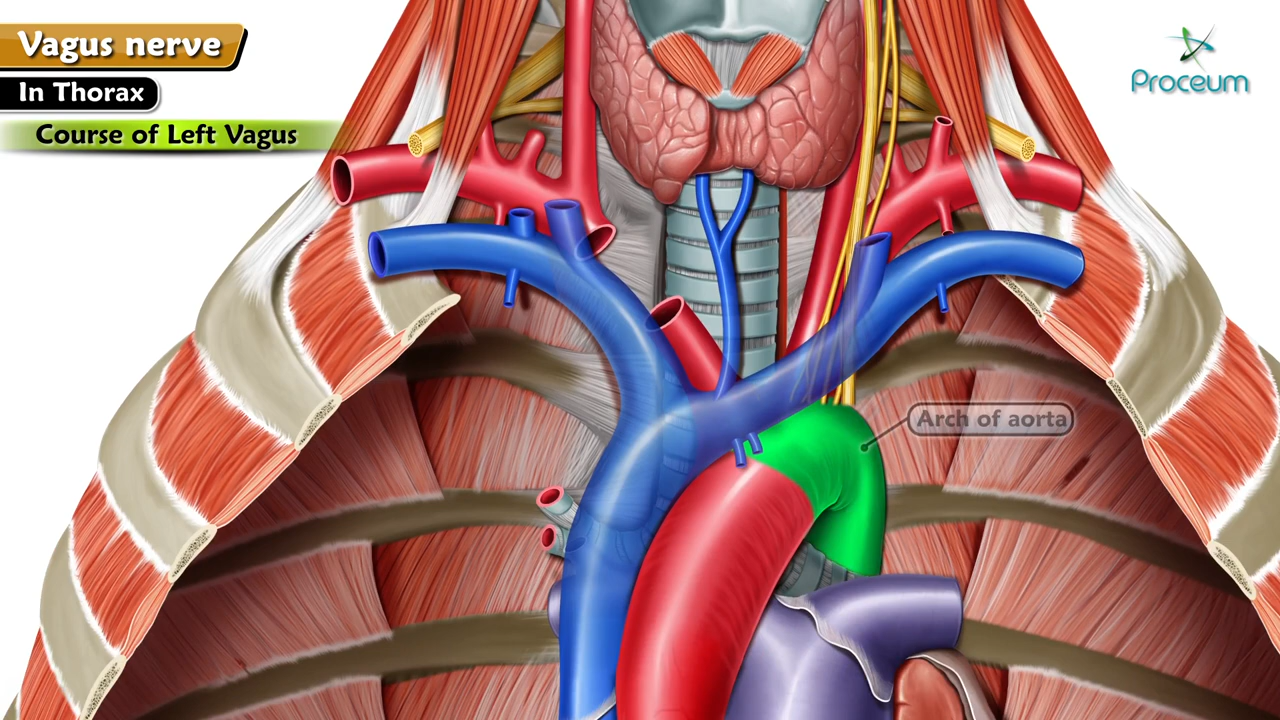 Vagus nerve
In Thorax
Course of Left Vagus
Proceum
Arch of aorta